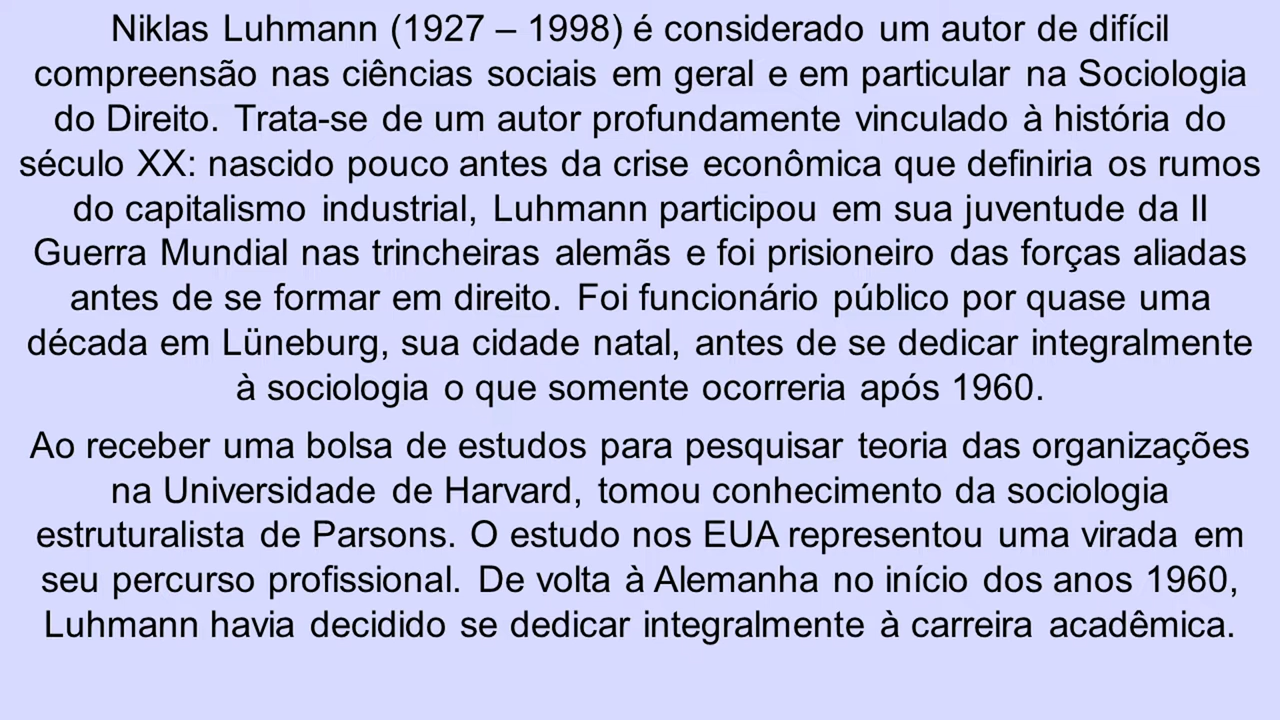 Niklas Luhmann (1927 – 1998) é considerado um autor de difícil
compreensão nas ciências sociais em geral e em particular na Sociologia
do Direito. Trata-se de um autor profundamente vinculado à história do
século XX: nascido pouco antes da crise econômica que definiria os rumos
do capitalismo industrial, Luhmann participou em sua juventude da II
Guerra Mundial nas trincheiras alemãs e foi prisioneiro das forças aliadas
antes de se formar em direito. Foi funcionário público por quase uma
década em Lüneburg, sua cidade natal, antes de se dedicar integralmente
à sociologia o que somente ocorreria após 1960.
Ao receber uma bolsa de estudos para pesquisar teoria das organizações
na Universidade de Harvard, tomou conhecimento da sociologia
estruturalista de Parsons. O estudo nos EUA representou uma virada em
seu percurso profissional. De volta à Alemanha no início dos anos 1960,
Luhmann havia decidido se dedicar integralmente à carreira acadêmica.